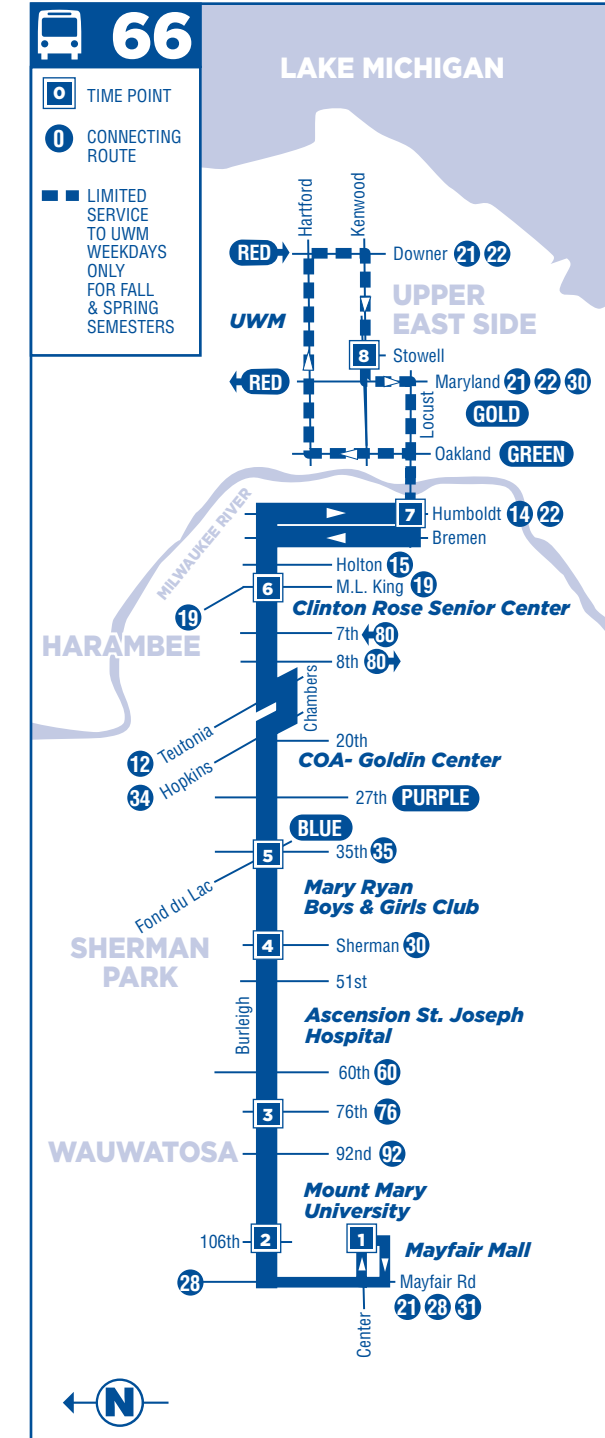 66
LAKE MICHIGAN
0 TIME POINT
0 CONNECTING
ROUTE
LIMITED
SERVICE
TO UWM
WEEKDAYS
ONLY
FOR FALL
& SPRING
SEMESTERS
Hartford
Kenwood
RED
Downer 21 22
UWM
UPPER
EAST SIDE
8 Stowell
RED
Maryland 21 22 30
Locust
GOLD
Oakland GREEN
MILWAUKEE RIVER
7 Humboldt 14 22
Bremen
Holton 15
6 M.L. King 19
19
Clinton Rose Senior Center
HARAMBEE
7th 80
8th 80
Chambers
12 Teutonia
34 Hopkins
20th
COA- Goldin Center
27th PURPLE
BLUE
5 35th 35
Fond du Lac
Mary Ryan
Boys & Girls Club
SHERMAN
PARK
4 Sherman 30
51st
Burleigh
Ascension St. Joseph
Hospital
60th 60
3 76th 76
WAUWATOSA
92nd 92
Mount Mary
University
106th 2
1
Mayfair Mall
28
Mayfair Rd
21 28 31
Center
N